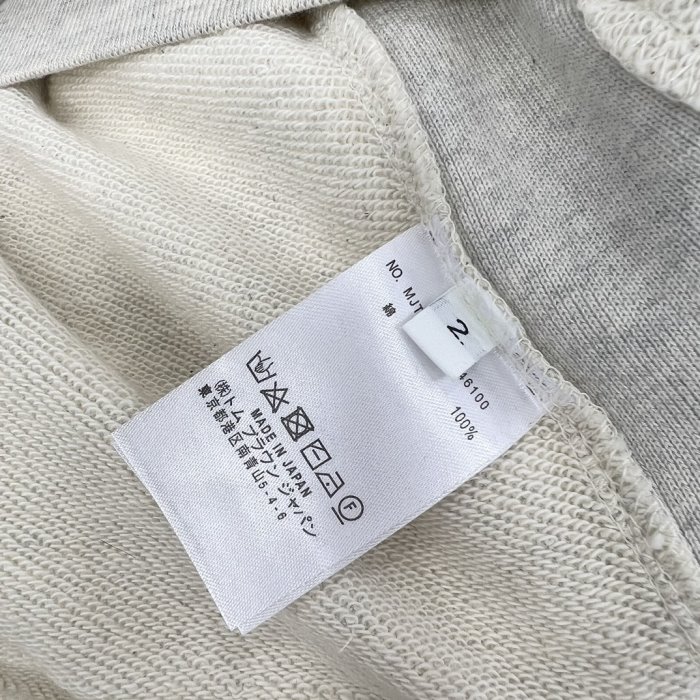 NO. MJT
46100
綿
100%
2
MADE IN JAPAN
(株)トム ブラウン ジャパン
東京都港区南青山5-4-6
F